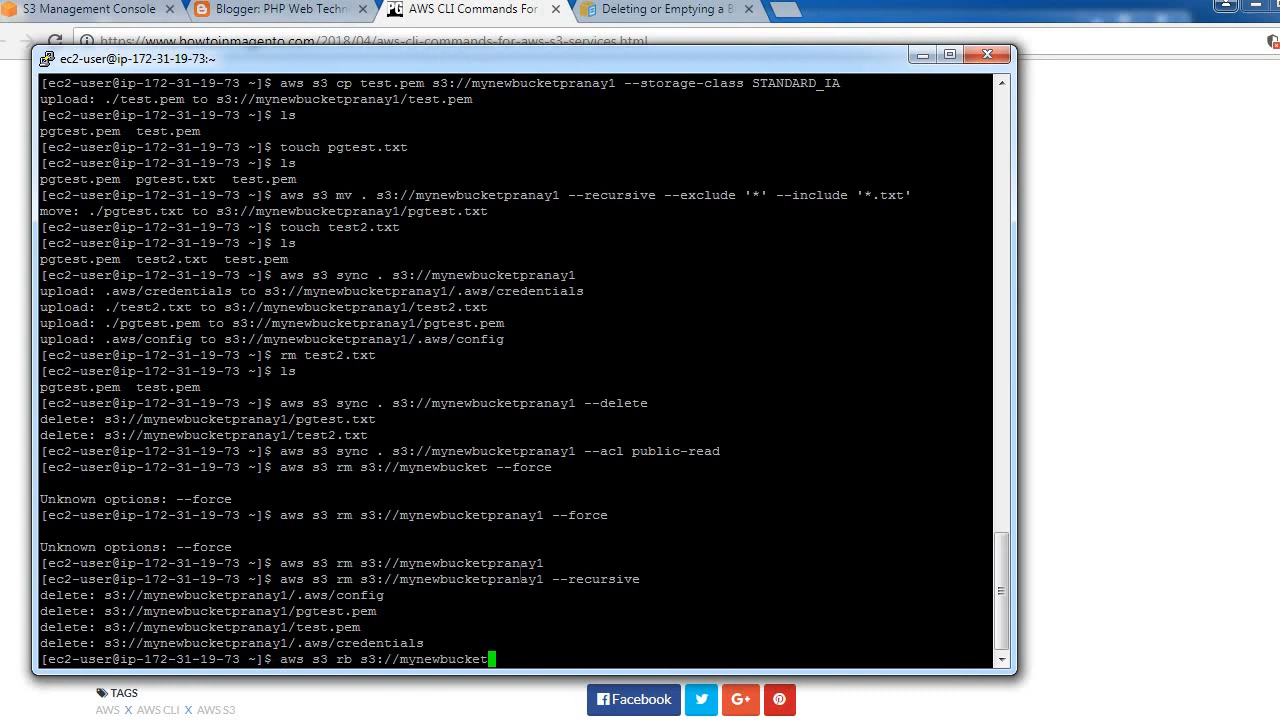 S3 Management Console
Blogger: PHP Web Techn
AWS CLI Commands For
Deleting or Emptying a B
https://www.howtoinmagento.com/2018/04/aws-cli-commands-for-aws-s3-services.html
ec2-user@ip-172-31-19-73:~
[ec2-user@ip-172-31-19-73 ~]$ aws s3 cp test.pem s3://mynewbucketpranay1 --storage-class STANDARD_IA
upload: ./test.pem to s3://mynewbucketpranay1/test.pem
[ec2-user@ip-172-31-19-73 ~]$ ls
pgtest.pem  test.pem
[ec2-user@ip-172-31-19-73 ~]$ touch pgtest.txt
[ec2-user@ip-172-31-19-73 ~]$ ls
pgtest.pem  pgtest.txt  test.pem
[ec2-user@ip-172-31-19-73 ~]$ aws s3 mv . s3://mynewbucketpranay1 --recursive --exclude '*' --include '*.txt'
move: ./pgtest.txt to s3://mynewbucketpranay1/pgtest.txt
[ec2-user@ip-172-31-19-73 ~]$ touch test2.txt
[ec2-user@ip-172-31-19-73 ~]$ ls
pgtest.pem  test2.txt  test.pem
[ec2-user@ip-172-31-19-73 ~]$ aws s3 sync . s3://mynewbucketpranay1
upload: .aws/credentials to s3://mynewbucketpranay1/.aws/credentials
upload: ./test2.txt to s3://mynewbucketpranay1/test2.txt
upload: ./pgtest.pem to s3://mynewbucketpranay1/pgtest.pem
upload: .aws/config to s3://mynewbucketpranay1/.aws/config
[ec2-user@ip-172-31-19-73 ~]$ rm test2.txt
[ec2-user@ip-172-31-19-73 ~]$ ls
pgtest.pem  test.pem
[ec2-user@ip-172-31-19-73 ~]$ aws s3 sync . s3://mynewbucketpranay1 --delete
delete: s3://mynewbucketpranay1/pgtest.txt
delete: s3://mynewbucketpranay1/test2.txt
[ec2-user@ip-172-31-19-73 ~]$ aws s3 sync . s3://mynewbucketpranay1 --acl public-read
[ec2-user@ip-172-31-19-73 ~]$ aws s3 rm s3://mynewbucket --force
Unknown options: --force
[ec2-user@ip-172-31-19-73 ~]$ aws s3 rm s3://mynewbucketpranay1 --force
Unknown options: --force
[ec2-user@ip-172-31-19-73 ~]$ aws s3 rm s3://mynewbucketpranay1
[ec2-user@ip-172-31-19-73 ~]$ aws s3 rm s3://mynewbucketpranay1 --recursive
delete: s3://mynewbucketpranay1/.aws/config
delete: s3://mynewbucketpranay1/pgtest.pem
delete: s3://mynewbucketpranay1/test.pem
delete: s3://mynewbucketpranay1/.aws/credentials
[ec2-user@ip-172-31-19-73 ~]$ aws s3 rb s3://mynewbucket
TAGS
AWS X AWS CLI X AWS S3
Facebook
G+